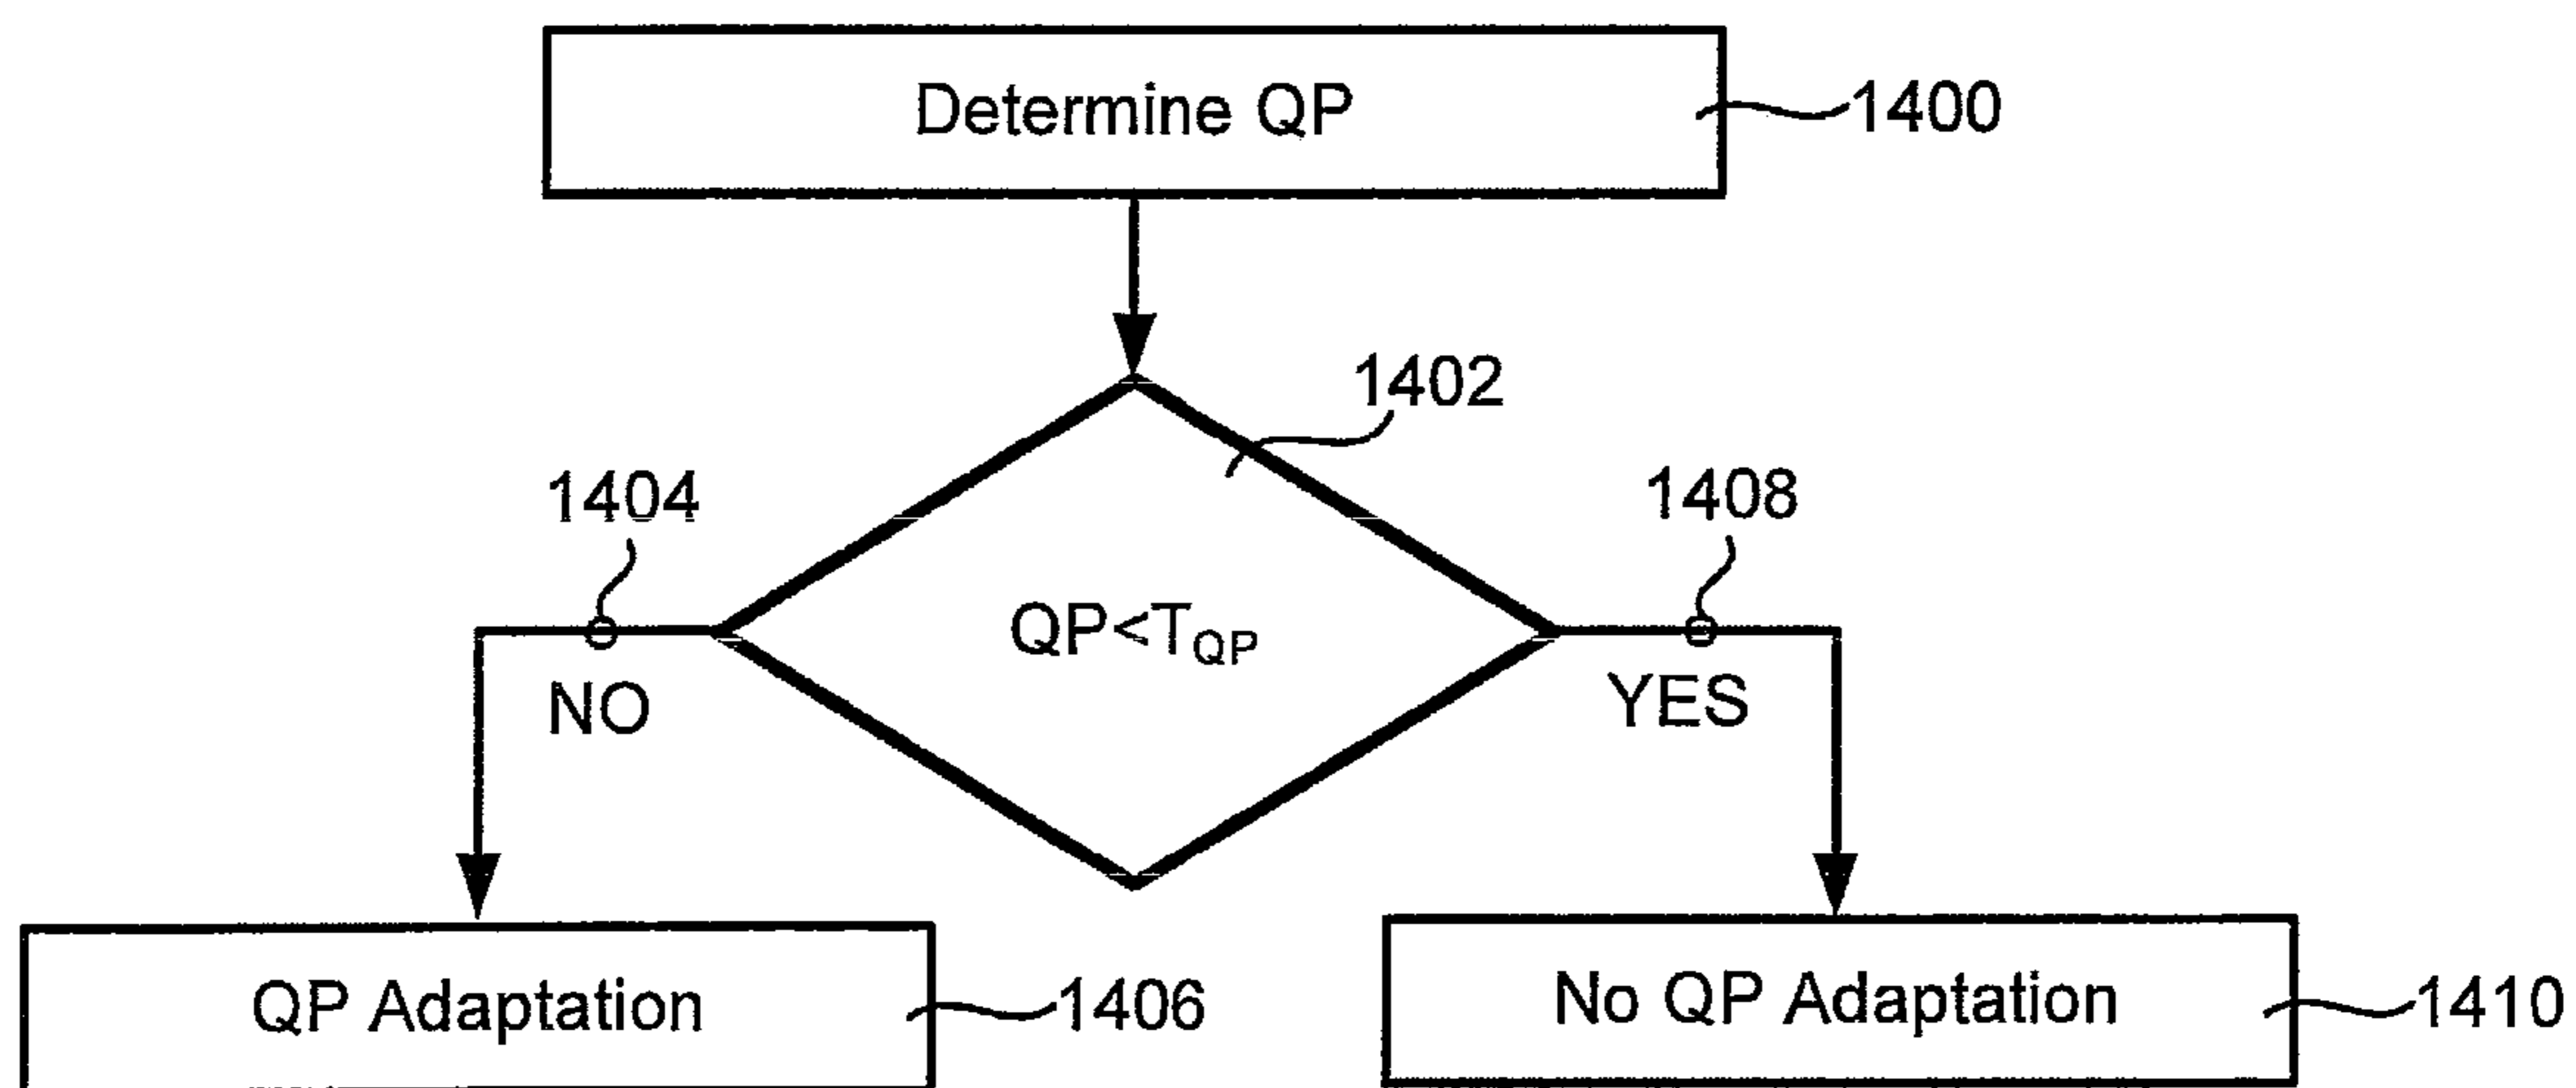 Determine QP
1400
1402
1404
1408
QP<T_QP
NO
YES
QP Adaptation
1406
No QP Adaptation
1410